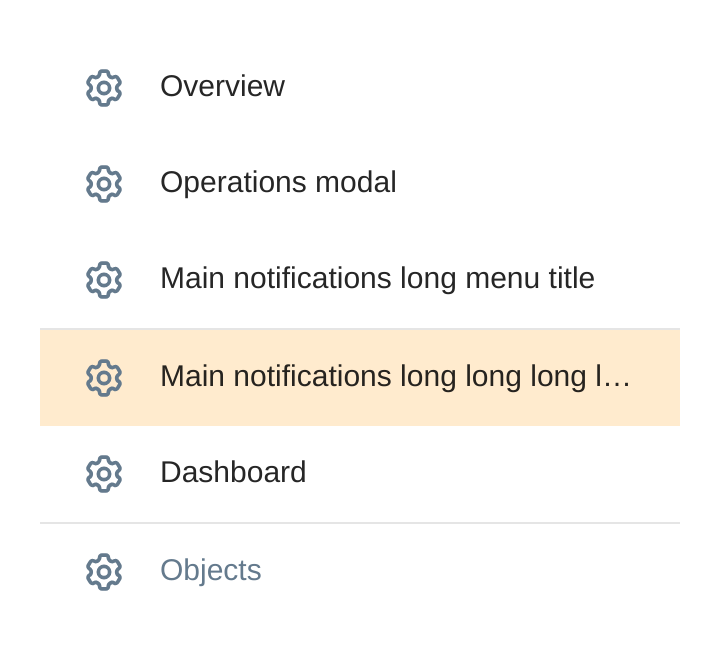 Overview
Operations modal
Main notifications long menu title
Main notifications long long long l…
Dashboard
Objects